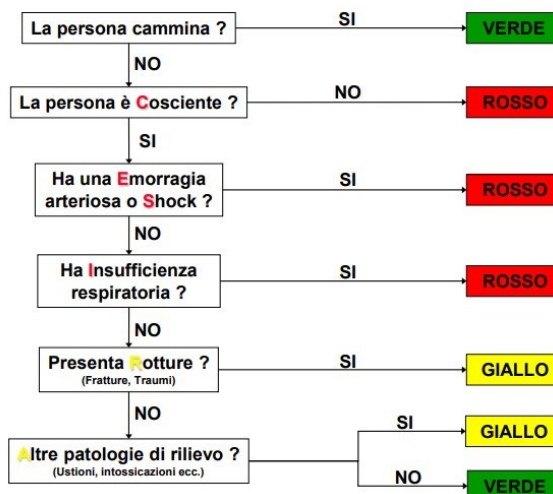 La persona cammina ?
SI
VERDE
NO
La persona è Cosciente ?
NO
ROSSO
SI
Ha una Emorragia
arteriosa o Shock ?
SI
ROSSO
NO
Ha Insufficienza
respiratoria ?
SI
ROSSO
NO
Presenta Rotture ?
(Fratture, Traumi)
SI
GIALLO
NO
Altre patologie di rilievo ?
(Ustioni, intossicazioni ecc.)
SI
GIALLO
NO
VERDE